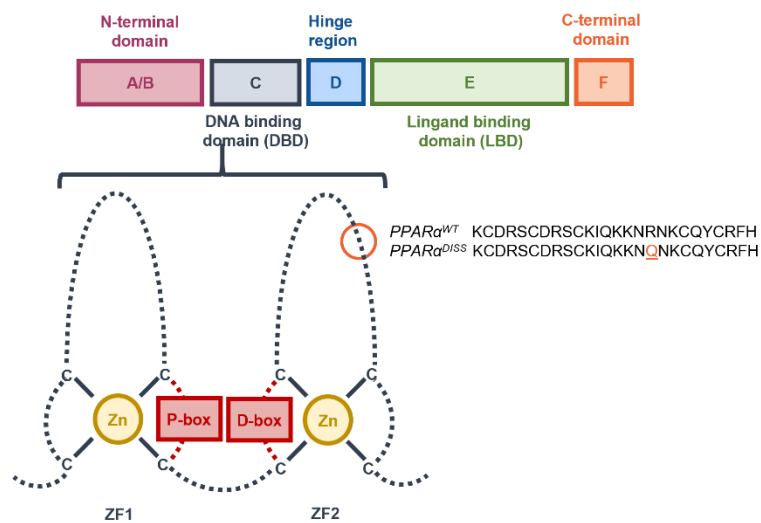 N-terminal
domain
Hinge
region
C-terminal
domain
A/B
C
D
E
F
DNA binding
domain (DBD)
Lingand binding
domain (LBD)
PPARα^WT KCDRSCDRSCKIQKKNRNKCQYCRFH
PPARα^DISS KCDRSCDRSCKIQKKNQNKCQYCRFH
C
C
C
C
Zn
P-box
D-box
Zn
C
C
C
C
ZF1
ZF2